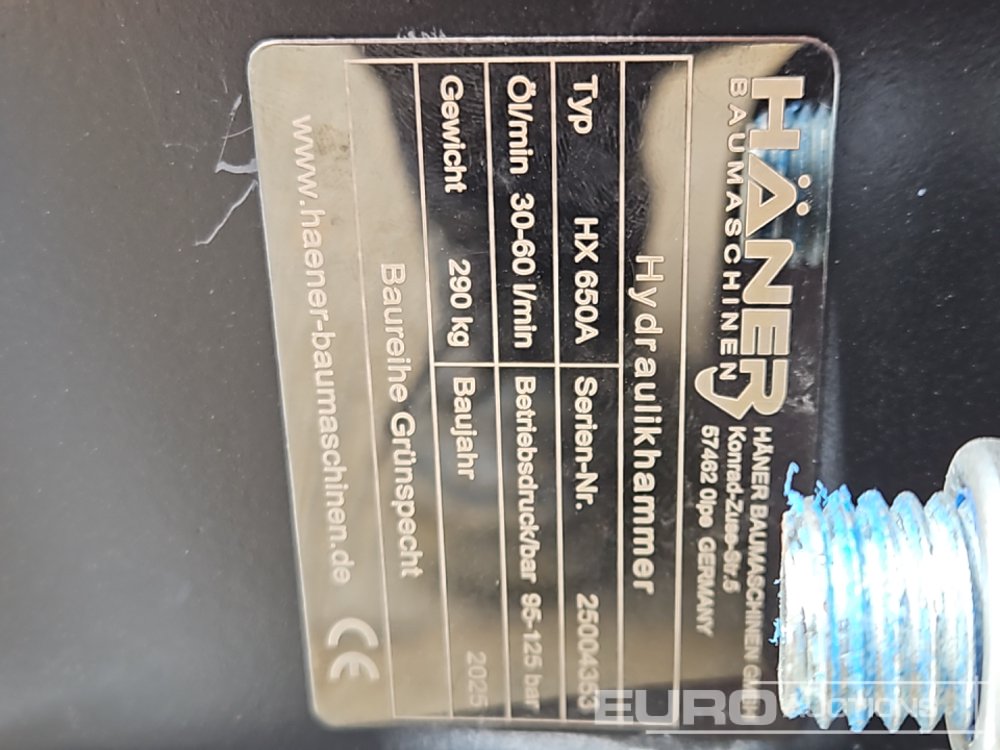 HÄNER
BAUMASCHINEN
HÄNER BAUMASCHINEN GMBH
Konrad-Zuse-Str.5
57462 Olpe GERMANY
Hydraulikhammer
Typ HX 650A Serien-Nr. 25004353
Öl/min 30-60 l/min Betriebsdruck/bar 95-125 bar
Gewicht 290 kg Baujahr 2025
Baureihe Grünspecht
www.haener-baumaschinen.de CE
EURO
AUCTIONS